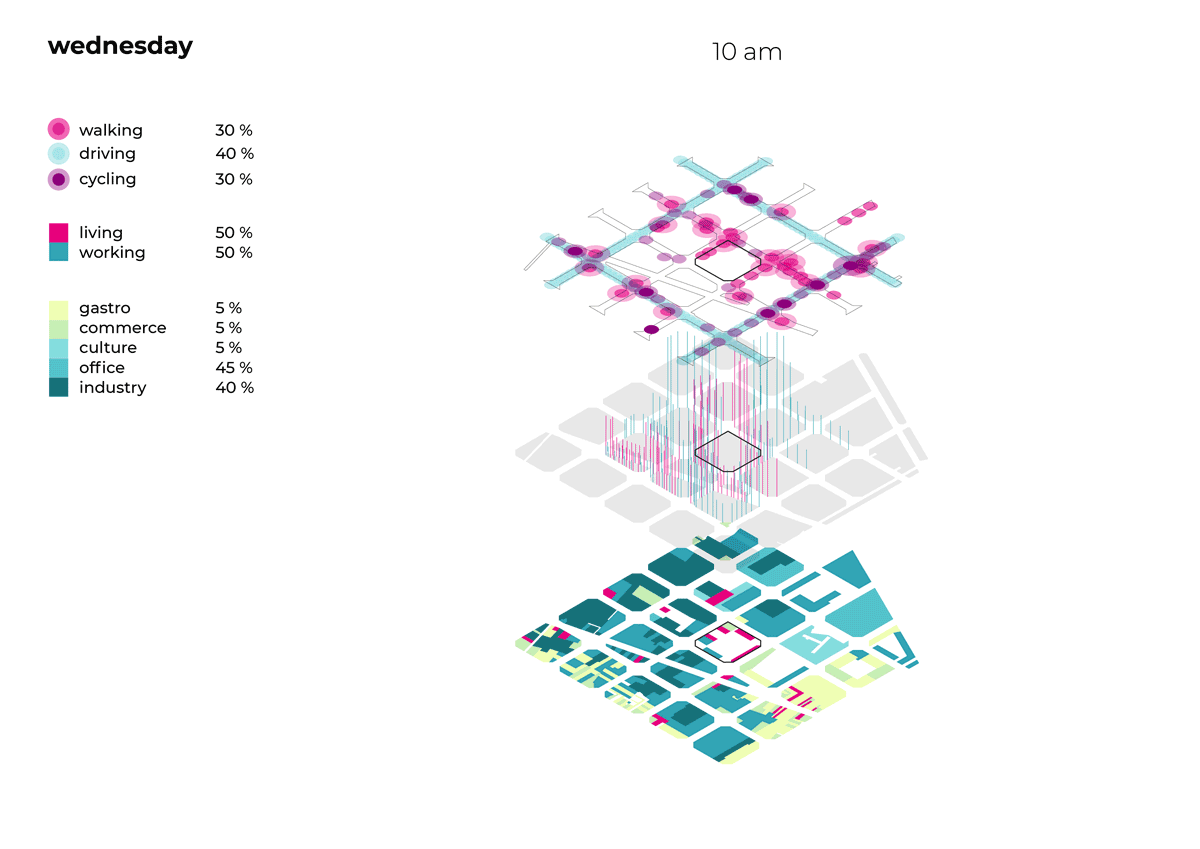 wednesday
10 am
walking 30 %
driving 40 %
cycling 30 %
living 50 %
working 50 %
gastro 5 %
commerce 5 %
culture 5 %
office 45 %
industry 40 %